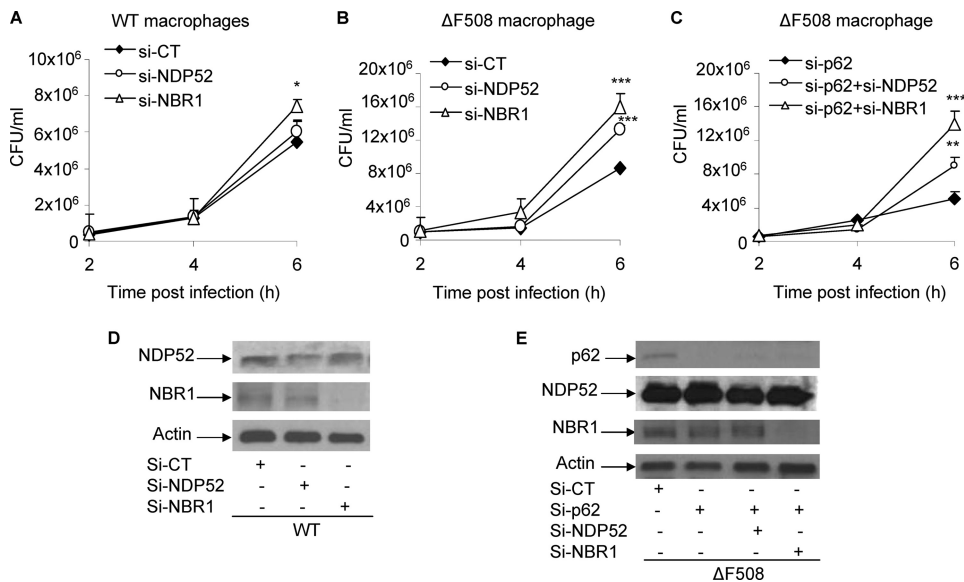 A
WT macrophages
si-CT
si-NDP52
si-NBR1
10x10⁶
8x10⁶
6x10⁶
4x10⁶
2x10⁶
0
CFU/ml
*
2 4 6
Time post infection (h)
B
ΔF508 macrophage
si-CT
si-NDP52
si-NBR1
20x10⁶
16x10⁶
12x10⁶
8x10⁶
4x10⁶
0
CFU/ml
***
***
2 4 6
Time post infection (h)
C
ΔF508 macrophage
si-p62
si-p62+si-NDP52
si-p62+si-NBR1
20x10⁶
16x10⁶
12x10⁶
8x10⁶
4x10⁶
0
CFU/ml
***
**
2 4 6
Time post infection (h)
D
NDP52
NBR1
Actin
Si-CT + - -
Si-NDP52 - + -
Si-NBR1 - - +
WT
E
p62
NDP52
NBR1
Actin
Si-CT + - - -
Si-p62 - + + +
Si-NDP52 - - + -
Si-NBR1 - - - +
ΔF508